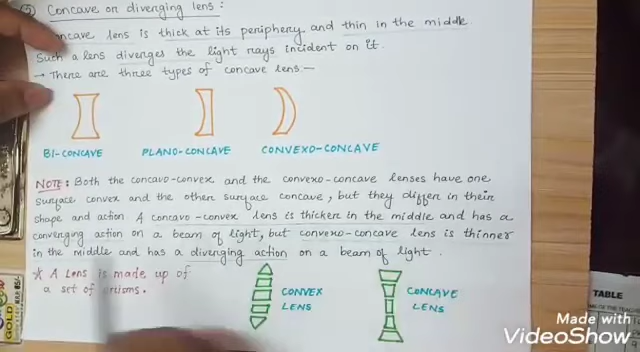 Concave or diverging lens :
concave lens is thick at its periphery and thin in the middle
Such a lens diverges the light rays incident on it.
→ There are three types of concave lens—
BI-CONCAVE PLANO-CONCAVE CONVEXO-CONCAVE
NOTE: Both the concavo-convex and the convexo-concave lenses have one
surface convex and the other surface concave, but they differ in their
shape and action A concavo-convex lens is thicker in the middle and has a
converging action on a beam of light, but convexo-concave lens is thinner
in the middle and has a diverging action on a beam of light.
* A Lens is made up of
a set of prisms.
CONVEX
LENS
CONCAVE
LENS
GOLD
TABLE
Made with
VideoShow